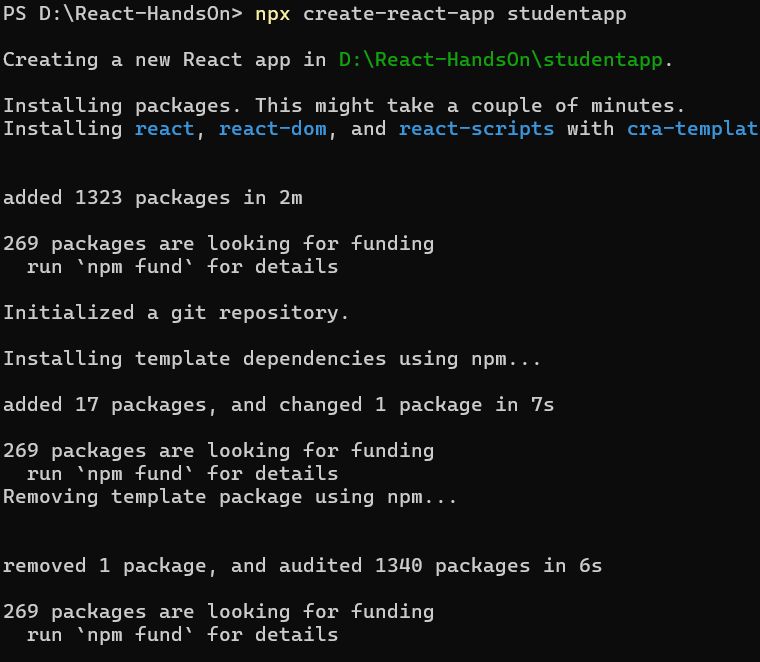 PS D:\React-HandsOn> npx create-react-app studentapp
Creating a new React app in D:\React-HandsOn\studentapp.
Installing packages. This might take a couple of minutes.
Installing react, react-dom, and react-scripts with cra-templat
added 1323 packages in 2m
269 packages are looking for funding
  run `npm fund` for details
Initialized a git repository.
Installing template dependencies using npm...
added 17 packages, and changed 1 package in 7s
269 packages are looking for funding
  run `npm fund` for details
Removing template package using npm...
removed 1 package, and audited 1340 packages in 6s
269 packages are looking for funding
  run `npm fund` for details